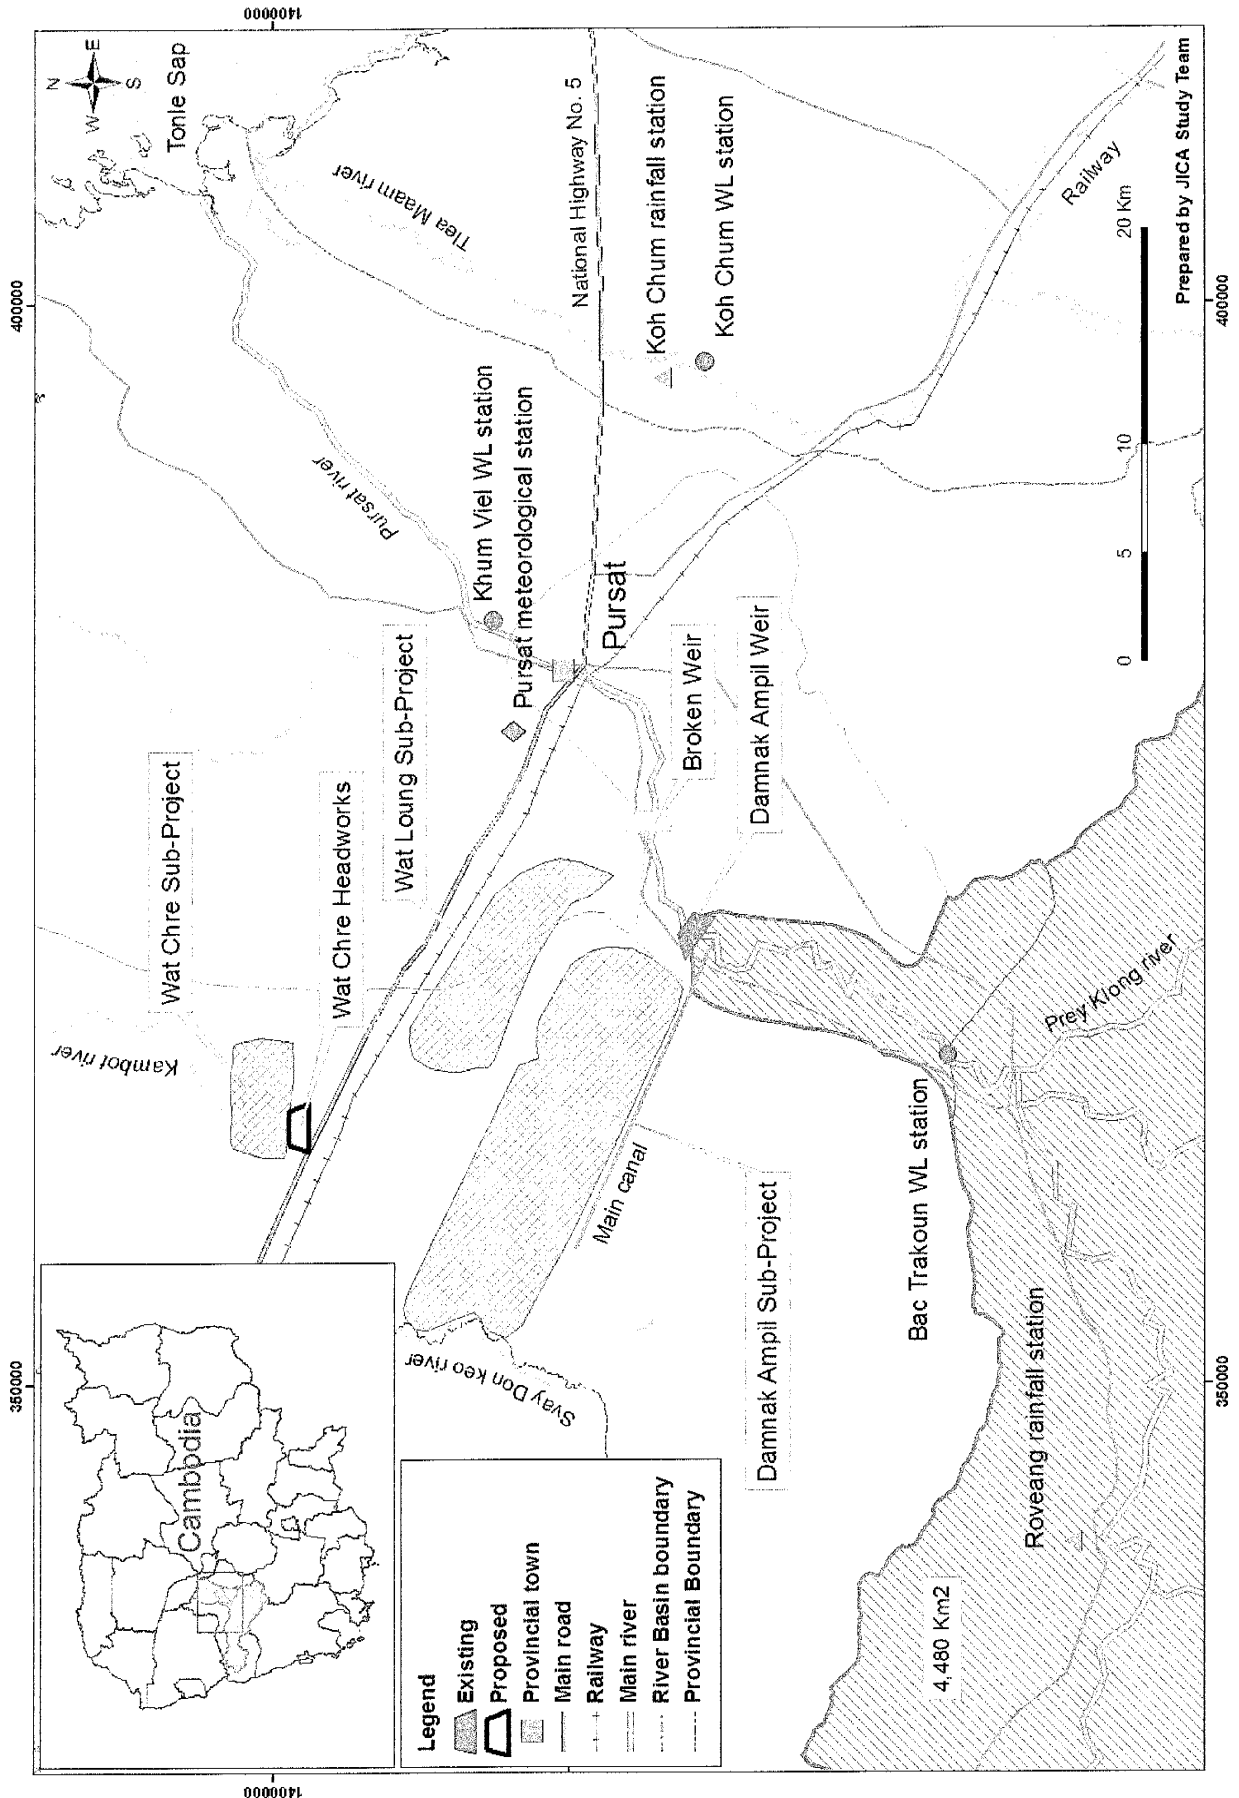 1400000
400000
350000
N
E
W
S
Tonle Sap
Tlea Maam river
Pursat river
National Highway No. 5
Koh Chum rainfall station
Koh Chum WL station
Khum Viel WL station
Pursat meteorological station
Pursat
Railway
Wat Chre Sub-Project
Wat Chre Headworks
Wat Loung Sub-Project
Broken Weir
Damnak Ampil Weir
Kambot river
Main canal
Damnak Ampil Sub-Project
Svay Don keo river
Bac Trakoun WL station
Prey Klong river
Roveang rainfall station
4,480 Km2
0
5
10
20 Km
Prepared by JICA Study Team
Cambodia
Legend
Existing
Proposed
Provincial town
Main road
Railway
Main river
River Basin boundary
Provincial Boundary
1400000
400000
350000